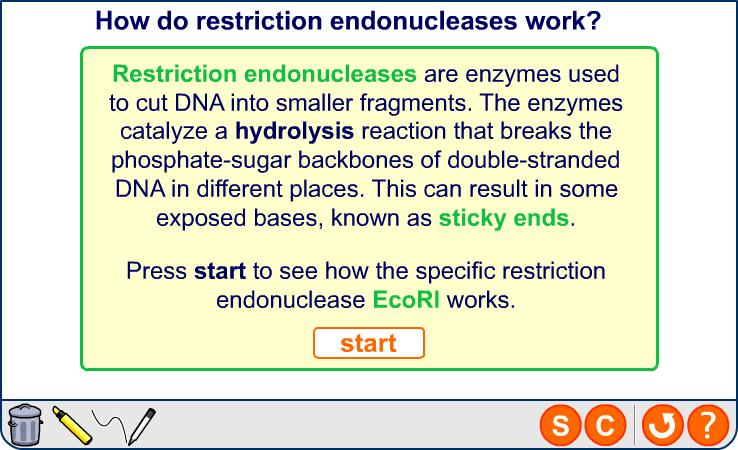 How do restriction endonucleases work?
Restriction endonucleases are enzymes used
to cut DNA into smaller fragments. The enzymes
catalyze a hydrolysis reaction that breaks the
phosphate-sugar backbones of double-stranded
DNA in different places. This can result in some
exposed bases, known as sticky ends.
Press start to see how the specific restriction
endonuclease EcoRI works.
start
S C ?